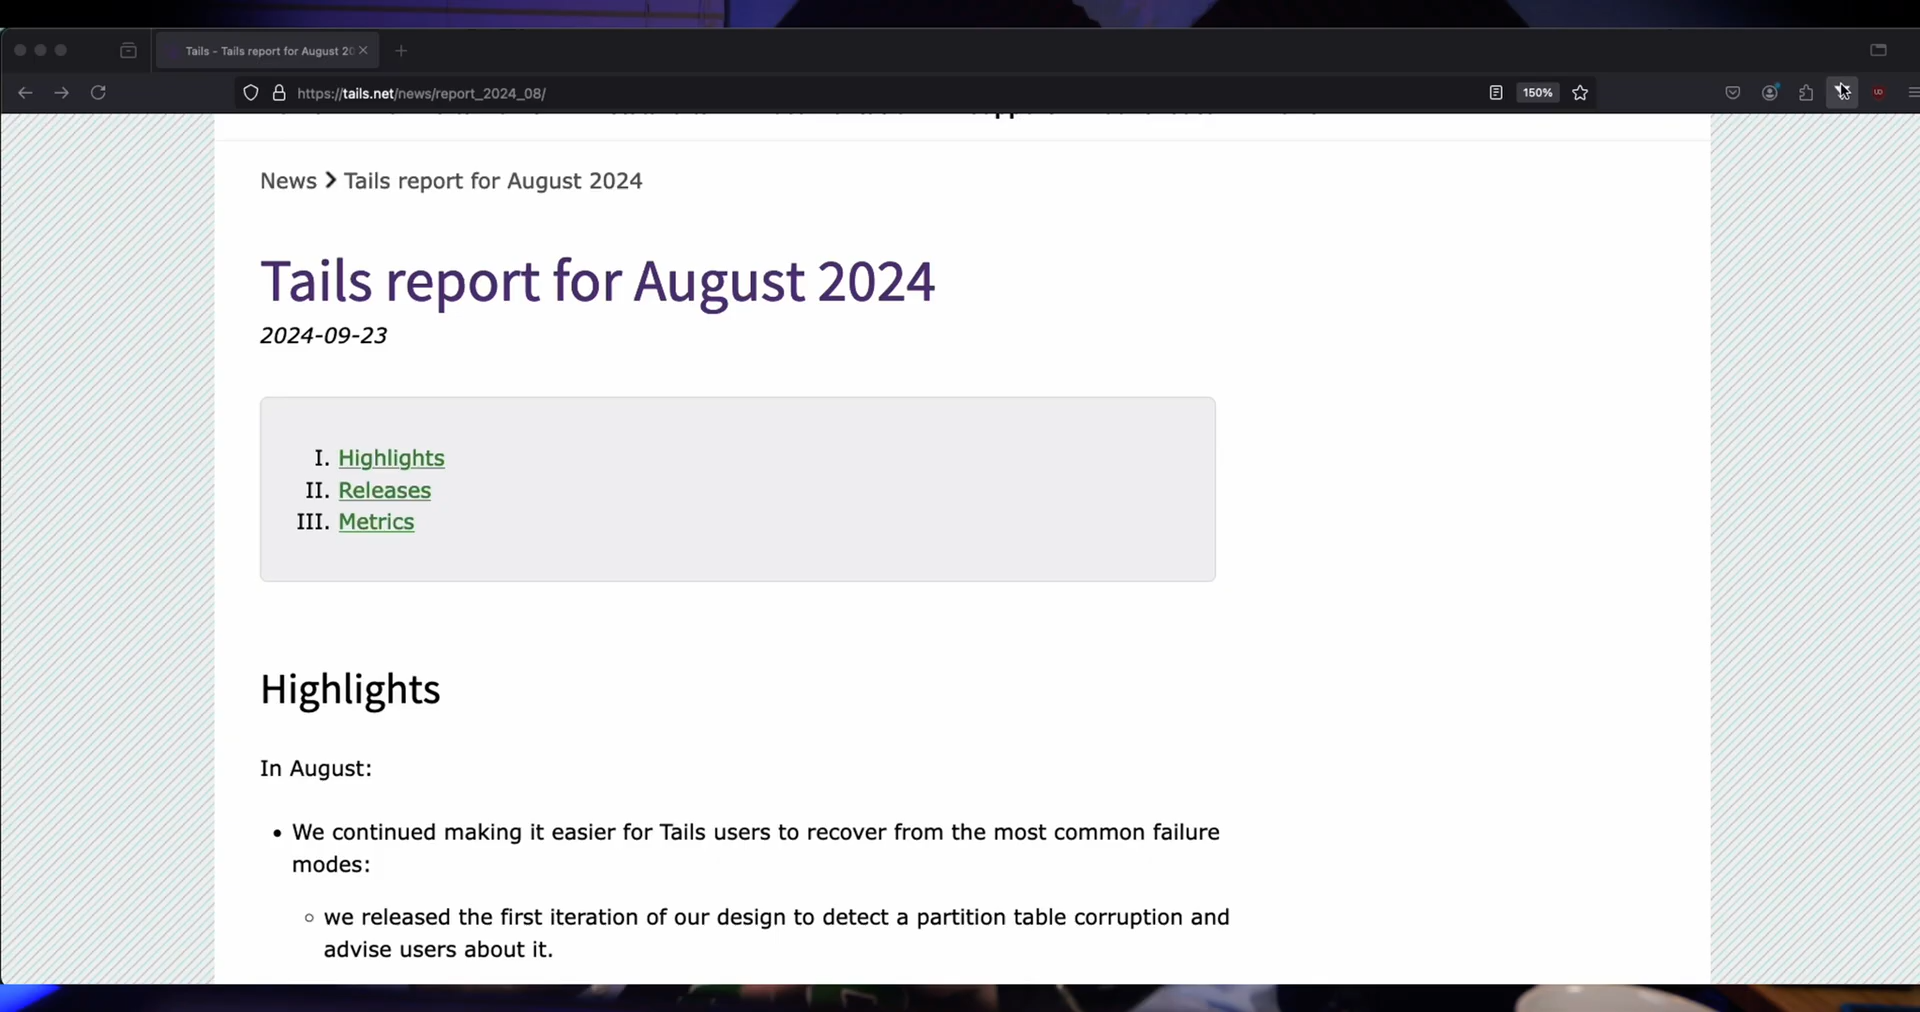 Tails - Tails report for August 20
https://tails.net/news/report_2024_08/
150%
News > Tails report for August 2024
Tails report for August 2024
2024-09-23
I. Highlights
II. Releases
III. Metrics
Highlights
In August:
• We continued making it easier for Tails users to recover from the most common failure
modes:
◦ we released the first iteration of our design to detect a partition table corruption and
advise users about it.